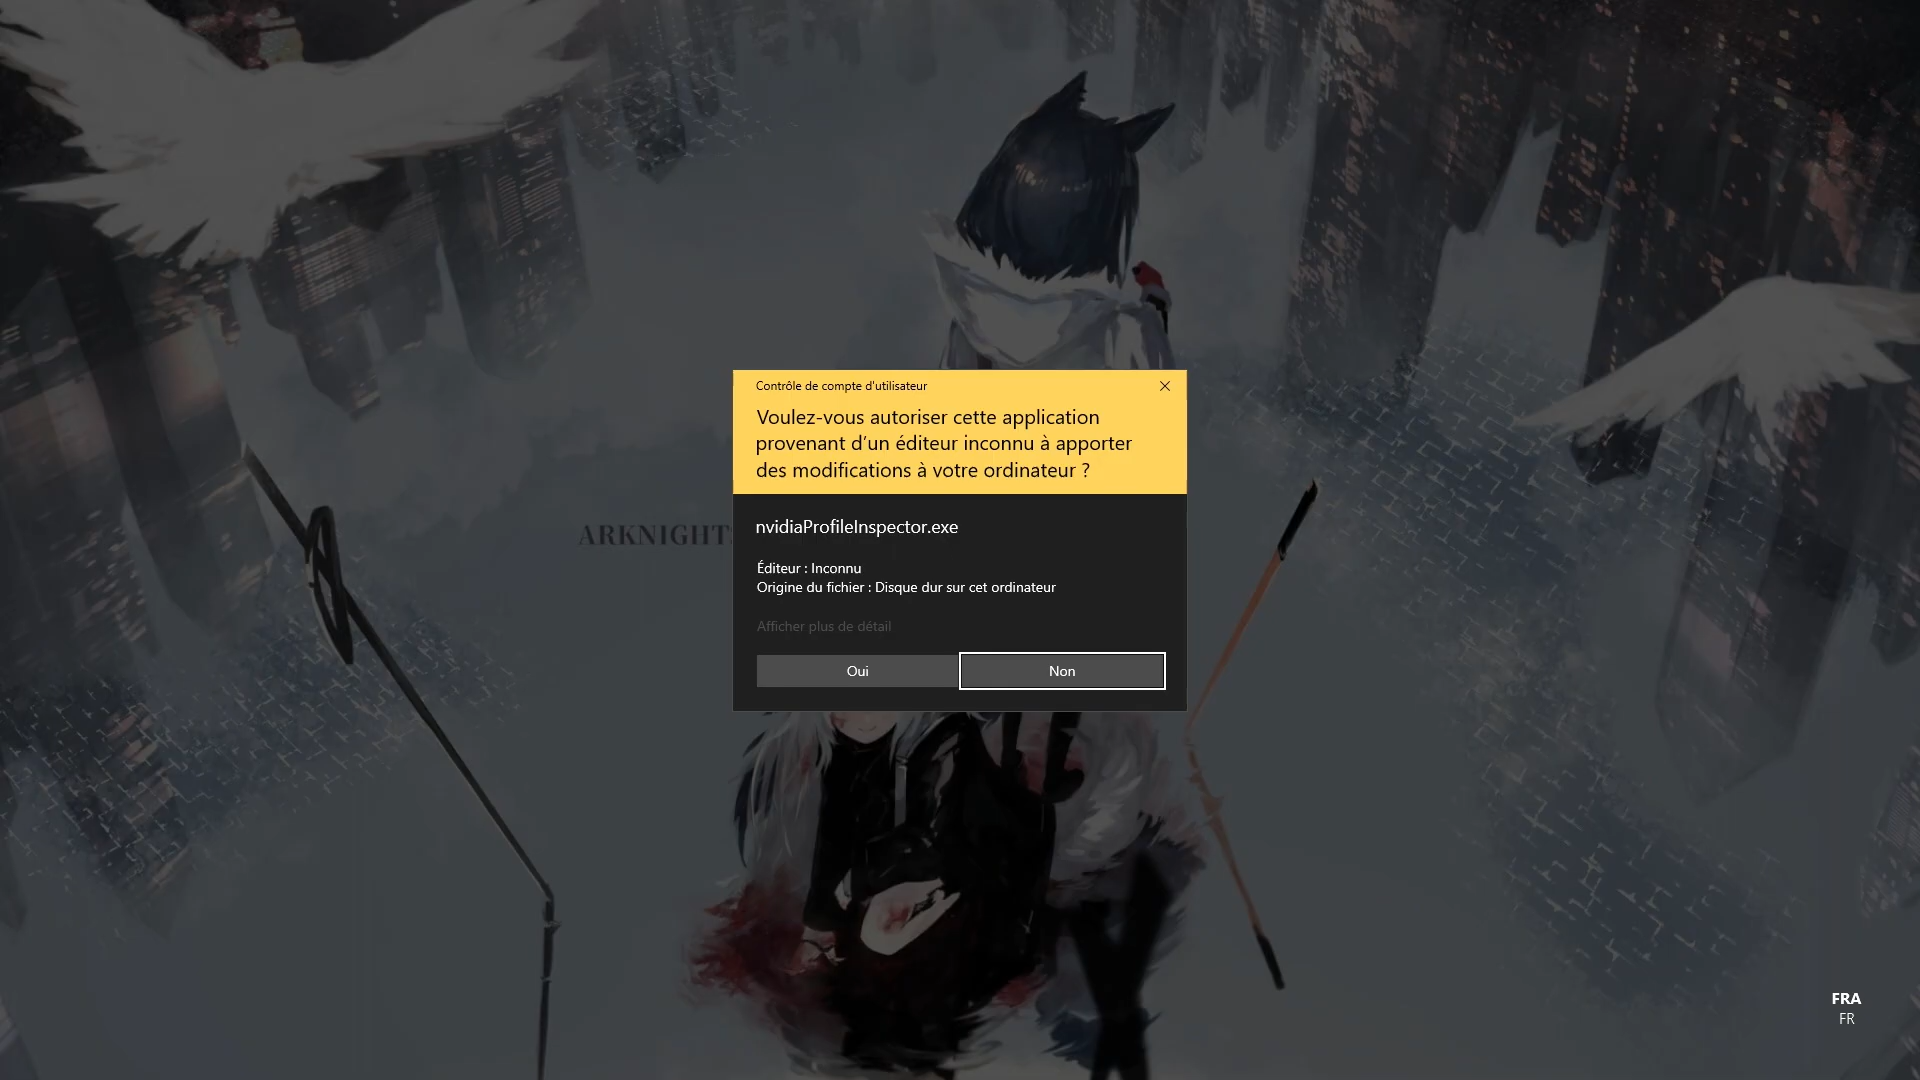 Contrôle de compte d'utilisateur
Voulez-vous autoriser cette application
provenant d’un éditeur inconnu à apporter
des modifications à votre ordinateur ?
ARKNIGHTS
nvidiaProfileInspector.exe
Éditeur : Inconnu
Origine du fichier : Disque dur sur cet ordinateur
Afficher plus de détail
Oui
Non
FRA
FR